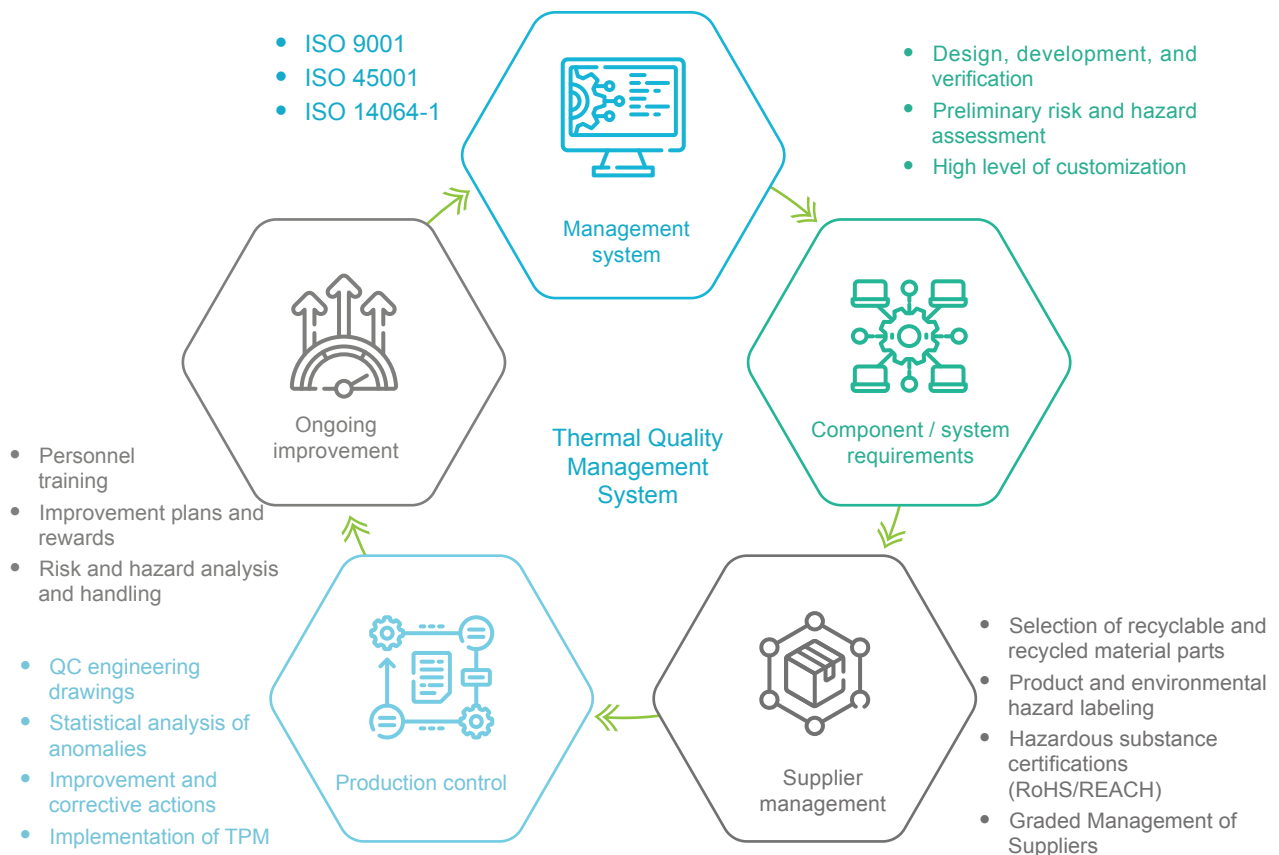 • ISO 9001
• ISO 45001
• ISO 14064-1
Management
system
• Design, development, and
verification
• Preliminary risk and hazard
assessment
• High level of customization
Component / system
requirements
Thermal Quality
Management
System
Ongoing
improvement
• Personnel
training
• Improvement plans and
rewards
• Risk and hazard analysis
and handling
• Selection of recyclable and
recycled material parts
• Product and environmental
hazard labeling
• Hazardous substance
certifications
(RoHS/REACH)
• Graded Management of
Suppliers
Supplier
management
Production control
• QC engineering
drawings
• Statistical analysis of
anomalies
• Improvement and
corrective actions
• Implementation of TPM